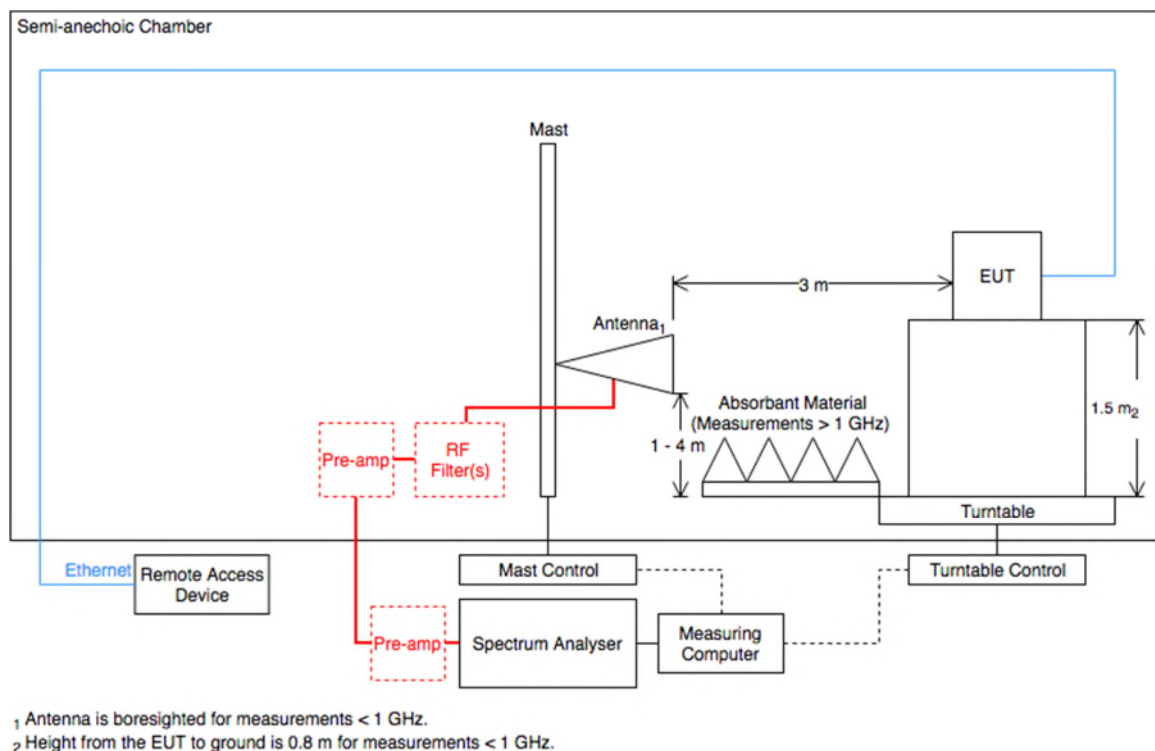 Semi-anechoic Chamber
Mast
EUT
3 m
Antenna1
Absorbant Material
(Measurements > 1 GHz)
1.5 m2
1 - 4 m
RF
Filter(s)
Pre-amp
Turntable
Ethernet
Remote Access
Device
Mast Control
Turntable Control
Pre-amp
Spectrum Analyser
Measuring
Computer
1 Antenna is boresighted for measurements < 1 GHz.
2 Height from the EUT to ground is 0.8 m for measurements < 1 GHz.